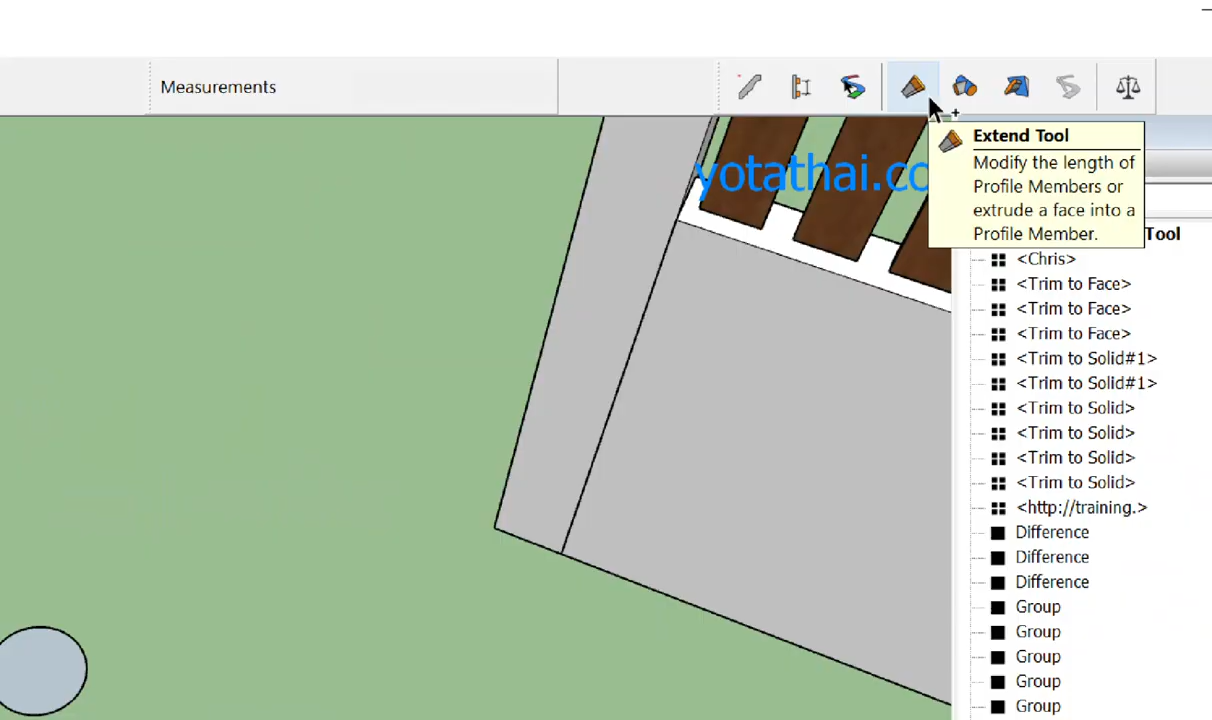 Measurements
Extend Tool
Modify the length of
Profile Members or
extrude a face into a
Profile Member.
yotathai.co
Tool
<Chris>
<Trim to Face>
<Trim to Face>
<Trim to Face>
<Trim to Solid#1>
<Trim to Solid#1>
<Trim to Solid>
<Trim to Solid>
<Trim to Solid>
<Trim to Solid>
<http://training.>
Difference
Difference
Difference
Group
Group
Group
Group
Group